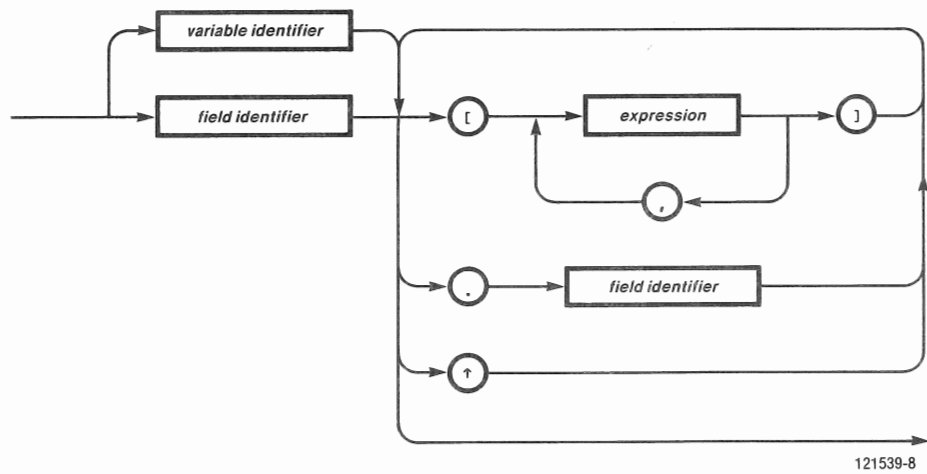 variable identifier
field identifier
[
expression
]
,
.
field identifier
↑
121539-8